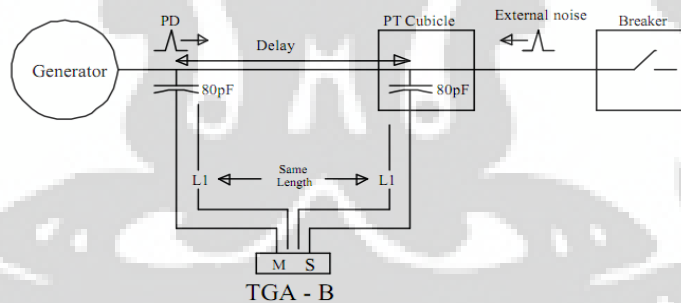 PD
PT Cubicle
External noise
Breaker
Delay
Generator
80pF
80pF
L1
Same
Length
L1
M S
TGA - B